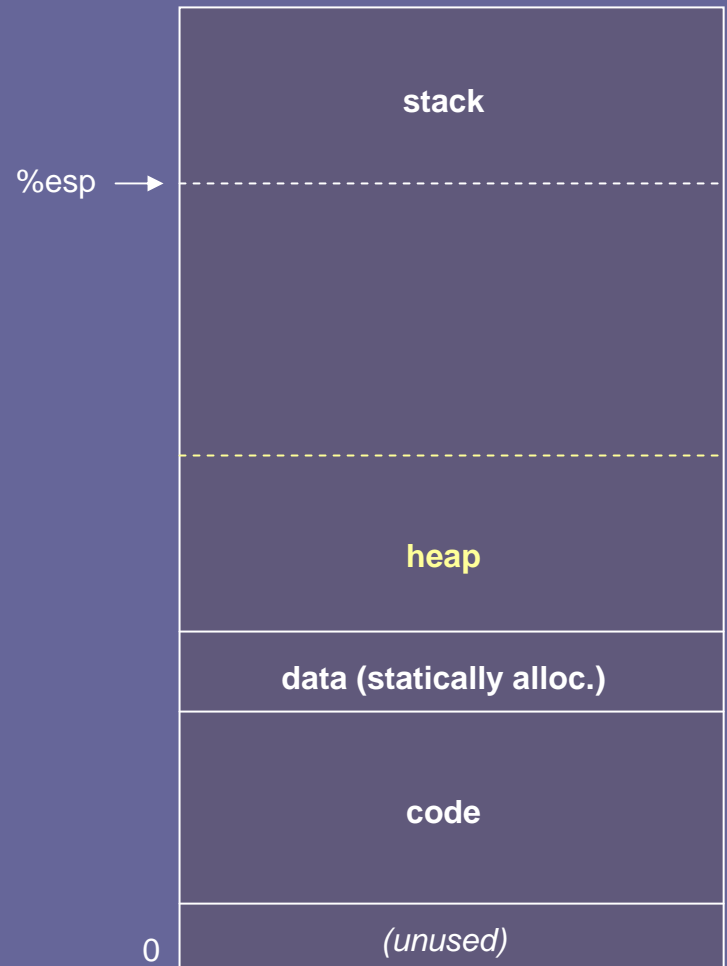 stack
%esp
heap
data (statically alloc.)
code
(unused)
0